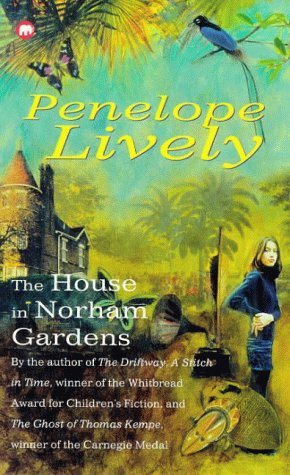 Penelope
Lively
The House
in Norham
Gardens
By the author of The Driftway, A Stitch
in Time, winner of the Whitbread
Award for Children's Fiction, and
The Ghost of Thomas Kempe,
winner of the Carnegie Medal